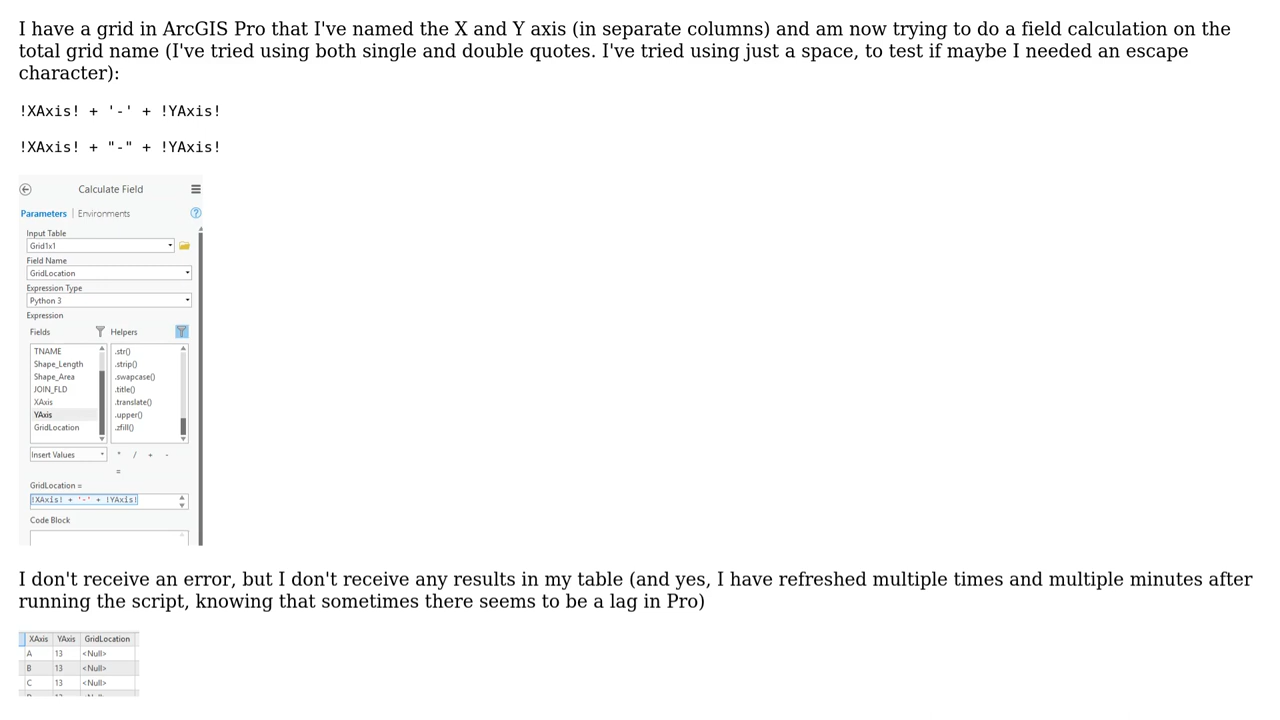 I have a grid in ArcGIS Pro that I've named the X and Y axis (in separate columns) and am now trying to do a field calculation on the
total grid name (I've tried using both single and double quotes. I've tried using just a space, to test if maybe I needed an escape
character):
!XAxis! + '-' + !YAxis!
!XAxis! + "-" + !YAxis!
Calculate Field
Parameters | Environments
Input Table
Grid1x1
Field Name
GridLocation
Expression Type
Python 3
Expression
Fields Helpers
TNAME .str()
Shape_Length .strip()
Shape_Area .swapcase()
JOIN_FLD .title()
XAxis .translate()
YAxis .upper()
GridLocation .zfill()
Insert Values * / + -
=
GridLocation =
!XAxis! + '-' + !YAxis!
Code Block
I don't receive an error, but I don't receive any results in my table (and yes, I have refreshed multiple times and multiple minutes after
running the script, knowing that sometimes there seems to be a lag in Pro)
XAxis YAxis GridLocation
A 13 <Null>
B 13 <Null>
C 13 <Null>